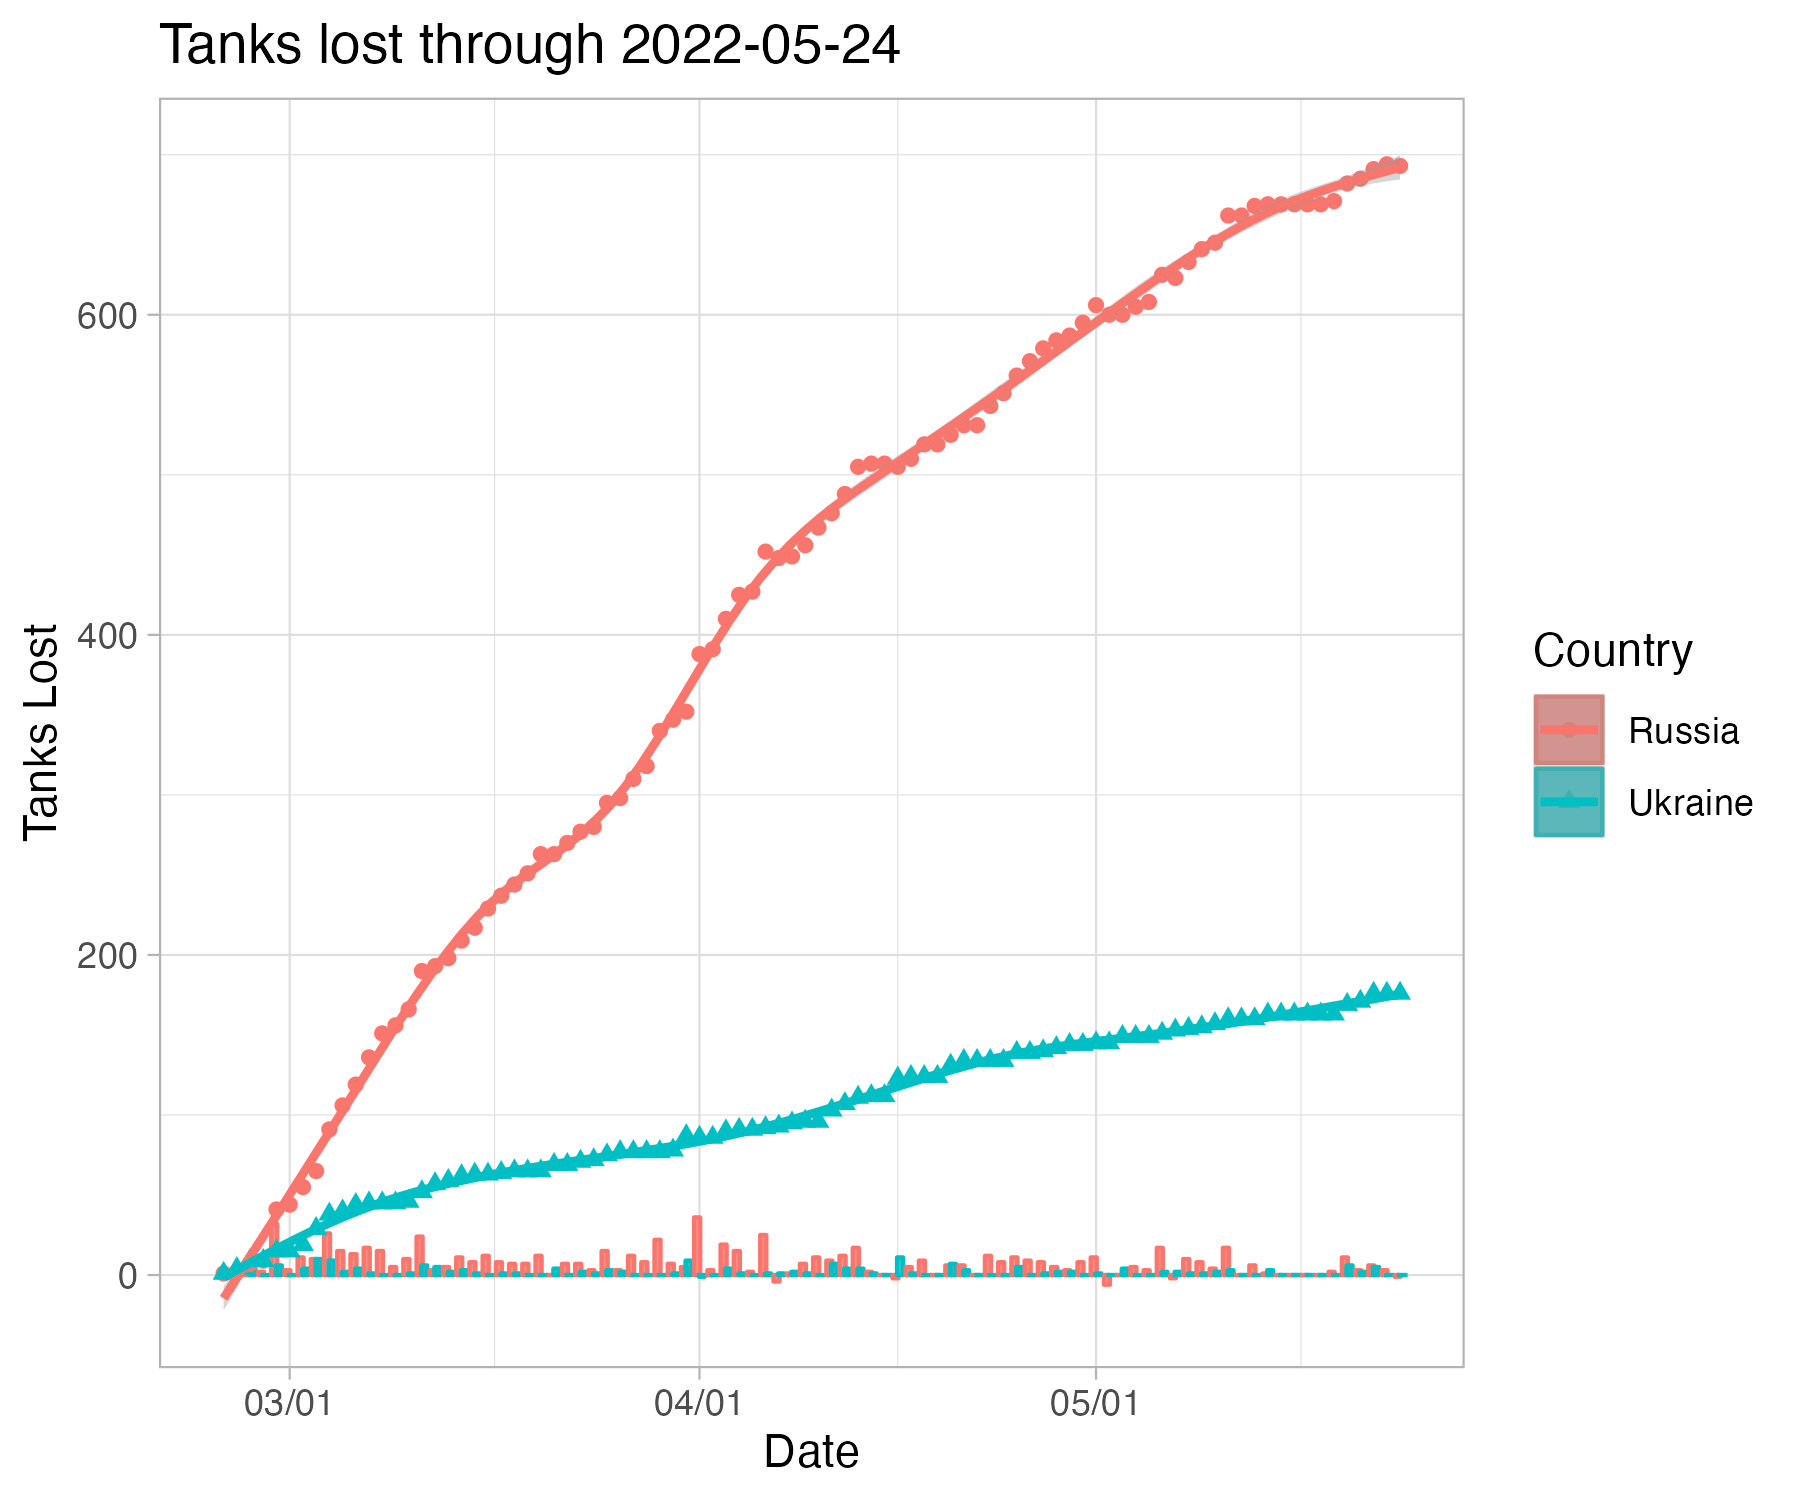 Tanks lost through 2022-05-24
Tanks Lost
600
400
200
0
03/01 04/01 05/01
Date
Country
Russia
Ukraine